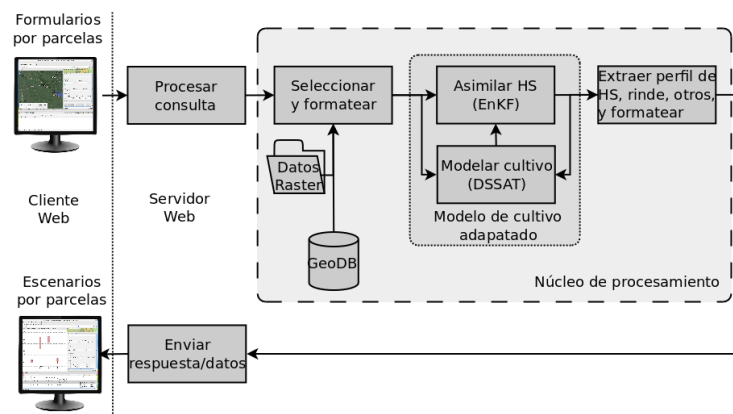 Formularios
por parcelas
Procesar
consulta
Seleccionar
y formatear
Asimilar HS
(EnKF)
Extraer perfil de
HS, rinde, otros,
y formatear
Datos
Raster
Modelar cultivo
(DSSAT)
Cliente
Web
Servidor
Web
Modelo de cultivo
adapatado
GeoDB
Núcleo de procesamiento
Escenarios
por parcelas
Enviar
respuesta/datos